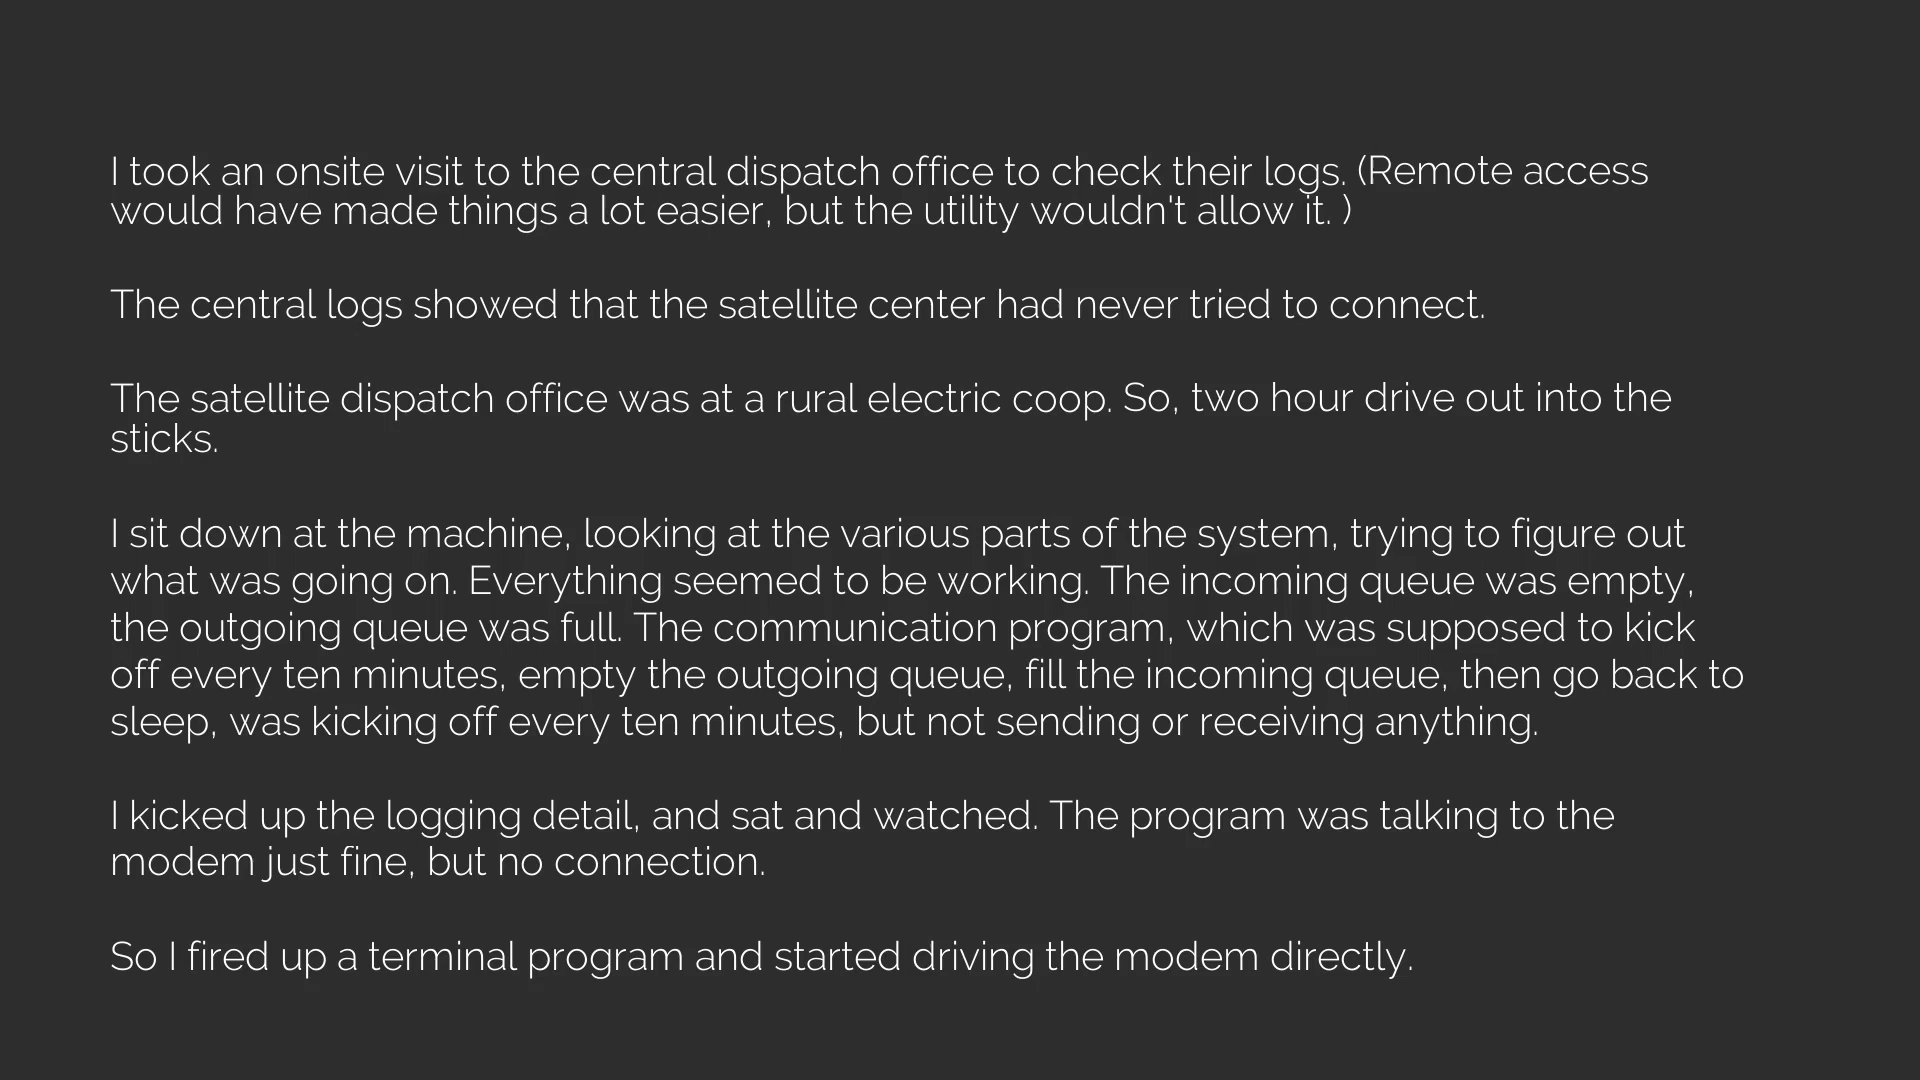 I took an onsite visit to the central dispatch office to check their logs. (Remote access
would have made things a lot easier, but the utility wouldn't allow it. )
The central logs showed that the satellite center had never tried to connect.
The satellite dispatch office was at a rural electric coop. So, two hour drive out into the
sticks.
I sit down at the machine, looking at the various parts of the system, trying to figure out
what was going on. Everything seemed to be working. The incoming queue was empty,
the outgoing queue was full. The communication program, which was supposed to kick
off every ten minutes, empty the outgoing queue, fill the incoming queue, then go back to
sleep, was kicking off every ten minutes, but not sending or receiving anything.
I kicked up the logging detail, and sat and watched. The program was talking to the
modem just fine, but no connection.
So I fired up a terminal program and started driving the modem directly.